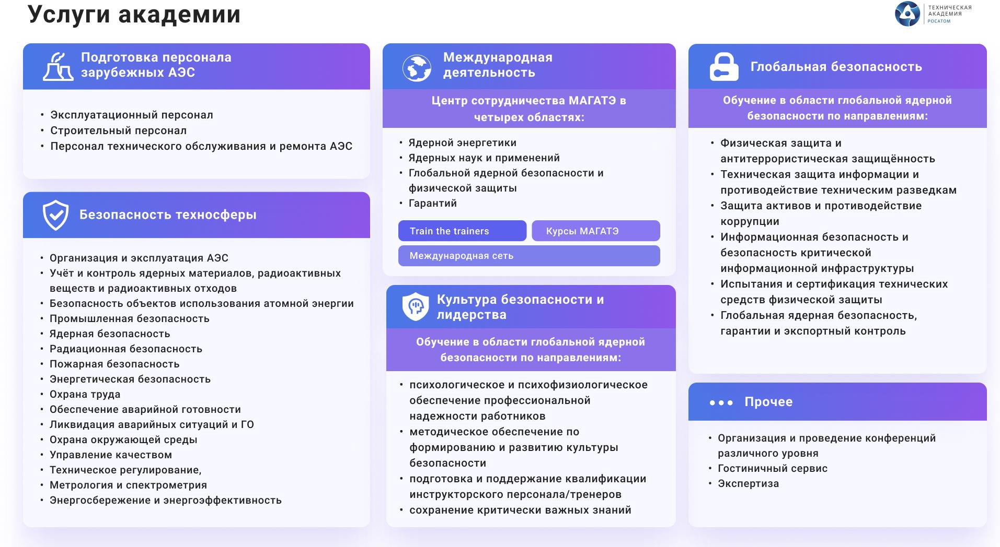 Услуги академии
ТЕХНИЧЕСКАЯ
АКАДЕМИЯ
РОСАТОМ
Подготовка персонала
зарубежных АЭС
• Эксплуатационный персонал
• Строительный персонал
• Персонал технического обслуживания и ремонта АЭС
Безопасность техносферы
• Организация и эксплуатация АЭС
• Учёт и контроль ядерных материалов, радиоактивных
веществ и радиоактивных отходов
• Безопасность объектов использования атомной энергии
• Промышленная безопасность
• Ядерная безопасность
• Радиационная безопасность
• Пожарная безопасность
• Энергетическая безопасность
• Охрана труда
• Обеспечение аварийной готовности
• Ликвидация аварийных ситуаций и ГО
• Охрана окружающей среды
• Управление качеством
• Техническое регулирование,
• Метрология и спектрометрия
• Энергосбережение и энергоэффективность
Международная
деятельность
Центр сотрудничества МАГАТЭ в
четырех областях:
• Ядерной энергетики
• Ядерных наук и применений
• Глобальной ядерной безопасности и
физической защиты
• Гарантий
Train the trainers
Курсы МАГАТЭ
Международная сеть
Культура безопасности и
лидерства
Обучение в области глобальной ядерной
безопасности по направлениям:
• психологическое и психофизиологическое
обеспечение профессиональной
надежности работников
• методическое обеспечение по
формированию и развитию культуры
безопасности
• подготовка и поддержание квалификации
инструкторского персонала/тренеров
• сохранение критически важных знаний
Глобальная безопасность
Обучение в области глобальной ядерной
безопасности по направлениям:
• Физическая защита и
антитеррористическая защищённость
• Техническая защита информации и
противодействие техническим разведкам
• Защита активов и противодействие
коррупции
• Информационная безопасность и
безопасность критической
информационной инфраструктуры
• Испытания и сертификация технических
средств физической защиты
• Глобальная ядерная безопасность,
гарантии и экспортный контроль
Прочее
• Организация и проведение конференций
различного уровня
• Гостиничный сервис
• Экспертиза